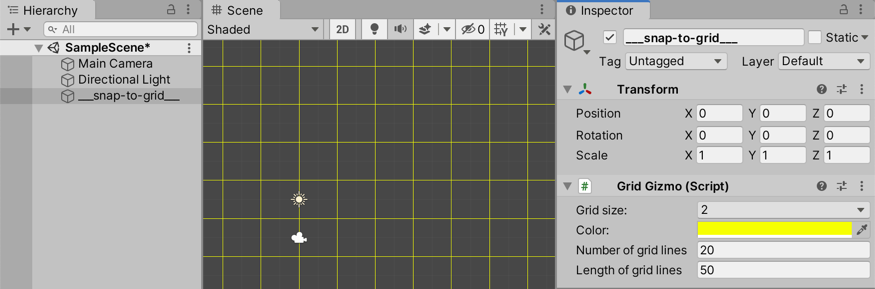 Hierarchy
All
SampleScene*
Main Camera
Directional Light
___snap-to-grid___
Scene
Shaded
2D
0
Inspector
___snap-to-grid___
Static
Tag Untagged Layer Default
Transform
Position X 0 Y 0 Z 0
Rotation X 0 Y 0 Z 0
Scale X 1 Y 1 Z 1
# Grid Gizmo (Script)
Grid size: 2
Color:
Number of grid lines 20
Length of grid lines 50